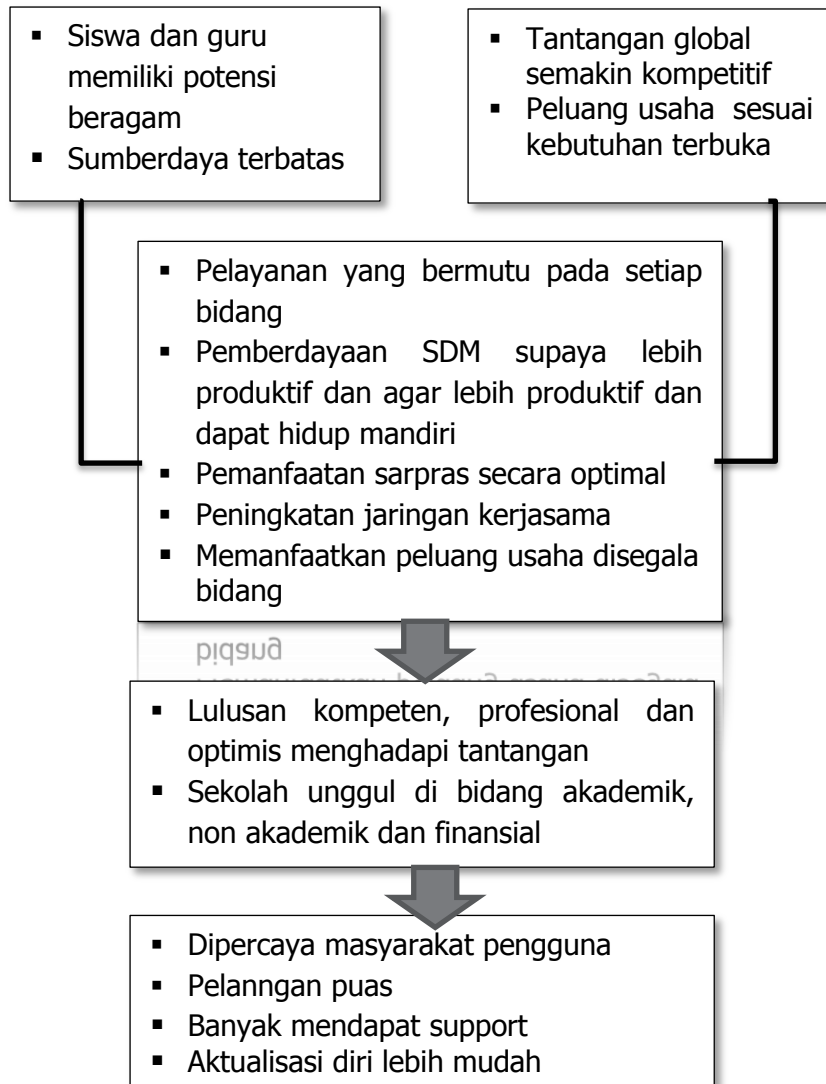 ▪ Siswa dan guru
memiliki potensi
beragam
▪ Sumberdaya terbatas
▪ Tantangan global
semakin kompetitif
▪ Peluang usaha sesuai
kebutuhan terbuka
▪ Pelayanan yang bermutu pada setiap
bidang
▪ Pemberdayaan SDM supaya lebih
produktif dan agar lebih produktif dan
dapat hidup mandiri
▪ Pemanfaatan sarpras secara optimal
▪ Peningkatan jaringan kerjasama
▪ Memanfaatkan peluang usaha disegala
bidang
▪ Lulusan kompeten, profesional dan
optimis menghadapi tantangan
▪ Sekolah unggul di bidang akademik,
non akademik dan finansial
▪ Dipercaya masyarakat pengguna
▪ Pelanngan puas
▪ Banyak mendapat support
▪ Aktualisasi diri lebih mudah